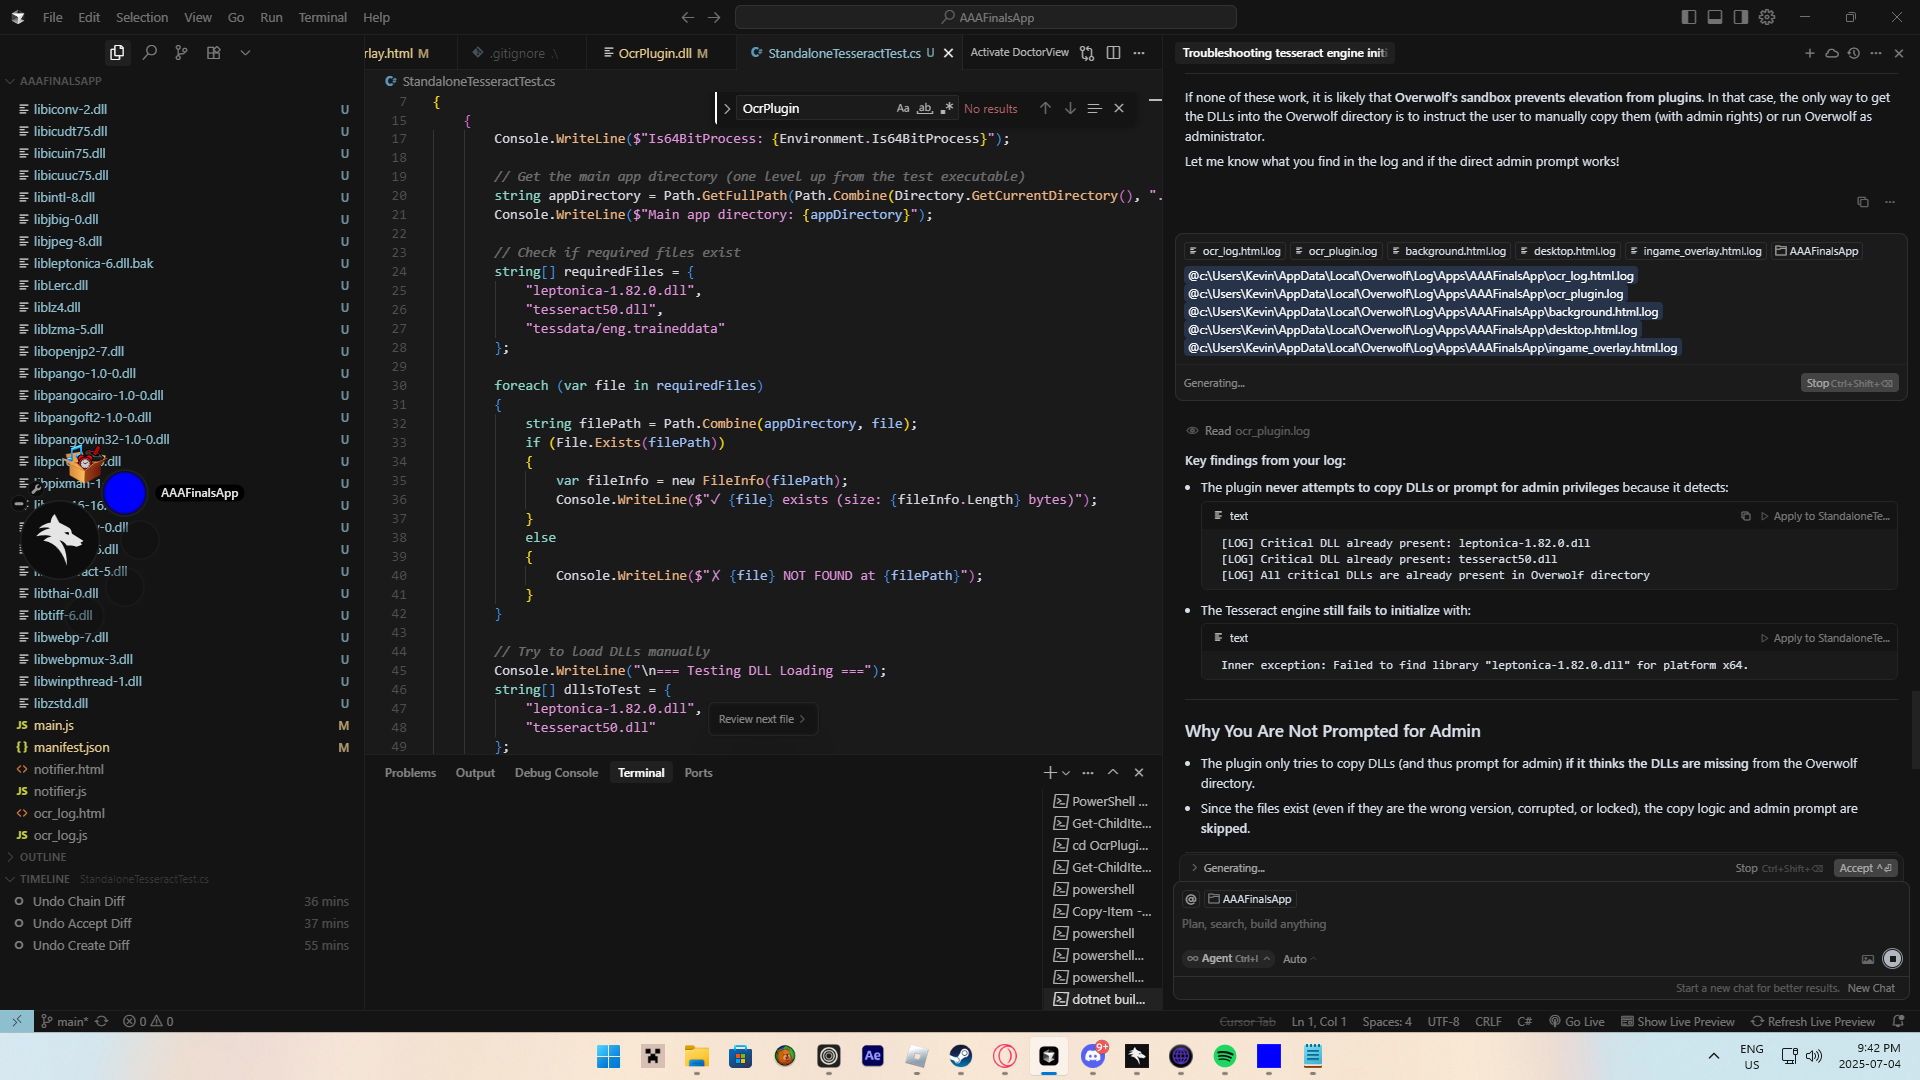 File Edit Selection View Go Run Terminal Help
AAAFinalsApp
AAAFINALSAPP
libiconv-2.dll U
libicudt75.dll U
libicuin75.dll U
libicuuc75.dll U
libintl-8.dll U
libjbig-0.dll U
libjpeg-8.dll U
libleptonica-6.dll.bak U
libLerc.dll U
liblz4.dll U
liblzma-5.dll U
libopenjp2-7.dll U
libpango-1.0-0.dll U
libpangocairo-1.0-0.dll U
libpangoft2-1.0-0.dll U
libpangowin32-1.0-0.dll U
U
U
U
U
U
U
AAAFinalsApp
libthai-0.dll U
libtiff-6.dll U
libwebp-7.dll U
libwebpmux-3.dll U
libwinpthread-1.dll U
libzstd.dll U
JS main.js M
{} manifest.json M
<> notifier.html
JS notifier.js
<> ocr_log.html
JS ocr_log.js
OUTLINE
TIMELINE StandaloneTesseractTest.cs
Undo Chain Diff 36 mins
Undo Accept Diff 37 mins
Undo Create Diff 55 mins
rlay.html M
.gitignore
OcrPlugin.dll M
StandaloneTesseractTest.cs U
Activate DoctorView
StandaloneTesseractTest.cs
OcrPlugin Aa ab .* No results
7 {
15 {
17 Console.WriteLine($"Is64BitProcess: {Environment.Is64BitProcess}");
18
19 // Get the main app directory (one level up from the test executable)
20 string appDirectory = Path.GetFullPath(Path.Combine(Directory.GetCurrentDirectory(), ".
21 Console.WriteLine($"Main app directory: {appDirectory}");
22
23 // Check if required files exist
24 string[] requiredFiles = {
25 "leptonica-1.82.0.dll",
26 "tesseract50.dll",
27 "tessdata/eng.traineddata"
28 };
29
30 foreach (var file in requiredFiles)
31 {
32 string filePath = Path.Combine(appDirectory, file);
33 if (File.Exists(filePath))
34 {
35 var fileInfo = new FileInfo(filePath);
36 Console.WriteLine($"✓ {file} exists (size: {fileInfo.Length} bytes)");
37 }
38 else
39 {
40 Console.WriteLine($"✗ {file} NOT FOUND at {filePath}");
41 }
42 }
43
44 // Try to load DLLs manually
45 Console.WriteLine("\n=== Testing DLL Loading ===");
46 string[] dllsToTest = {
47 "leptonica-1.82.0.dll",
48 "tesseract50.dll"
49 };
Review next file
Problems Output Debug Console Terminal Ports
PowerShell ...
Get-ChildIte...
cd OcrPlugi...
Get-ChildIte...
powershell
Copy-Item -...
powershell
powershell...
powershell...
dotnet buil...
Troubleshooting tesseract engine initi
If none of these work, it is likely that Overwolf's sandbox prevents elevation from plugins. In that case, the only way to get
the DLLs into the Overwolf directory is to instruct the user to manually copy them (with admin rights) or run Overwolf as
administrator.
Let me know what you find in the log and if the direct admin prompt works!
ocr_log.html.log ocr_plugin.log background.html.log desktop.html.log ingame_overlay.html.log AAAFinalsApp
@c:\Users\Kevin\AppData\Local\Overwolf\Log\Apps\AAAFinalsApp\ocr_log.html.log
@c:\Users\Kevin\AppData\Local\Overwolf\Log\Apps\AAAFinalsApp\ocr_plugin.log
@c:\Users\Kevin\AppData\Local\Overwolf\Log\Apps\AAAFinalsApp\background.html.log
@c:\Users\Kevin\AppData\Local\Overwolf\Log\Apps\AAAFinalsApp\desktop.html.log
@c:\Users\Kevin\AppData\Local\Overwolf\Log\Apps\AAAFinalsApp\ingame_overlay.html.log
Generating... Stop Ctrl+Shift+⌫
Read ocr_plugin.log
Key findings from your log:
• The plugin never attempts to copy DLLs or prompt for admin privileges because it detects:
text Apply to StandaloneTe...
[LOG] Critical DLL already present: leptonica-1.82.0.dll
[LOG] Critical DLL already present: tesseract50.dll
[LOG] All critical DLLs are already present in Overwolf directory
• The Tesseract engine still fails to initialize with:
text Apply to StandaloneTe...
Inner exception: Failed to find library "leptonica-1.82.0.dll" for platform x64.
Why You Are Not Prompted for Admin
• The plugin only tries to copy DLLs (and thus prompt for admin) if it thinks the DLLs are missing from the Overwolf
directory.
• Since the files exist (even if they are the wrong version, corrupted, or locked), the copy logic and admin prompt are
skipped.
Generating... Stop Ctrl+Shift+⌫ Accept ^⏎
@ AAAFinalsApp
Plan, search, build anything
Agent Ctrl+I Auto
Start a new chat for better results. New Chat
main* 0 0 Cursor Tab Ln 1, Col 1 Spaces: 4 UTF-8 CRLF C# Go Live Show Live Preview Refresh Live Preview
Ae 9+
ENG
US
9:42 PM
2025-07-04